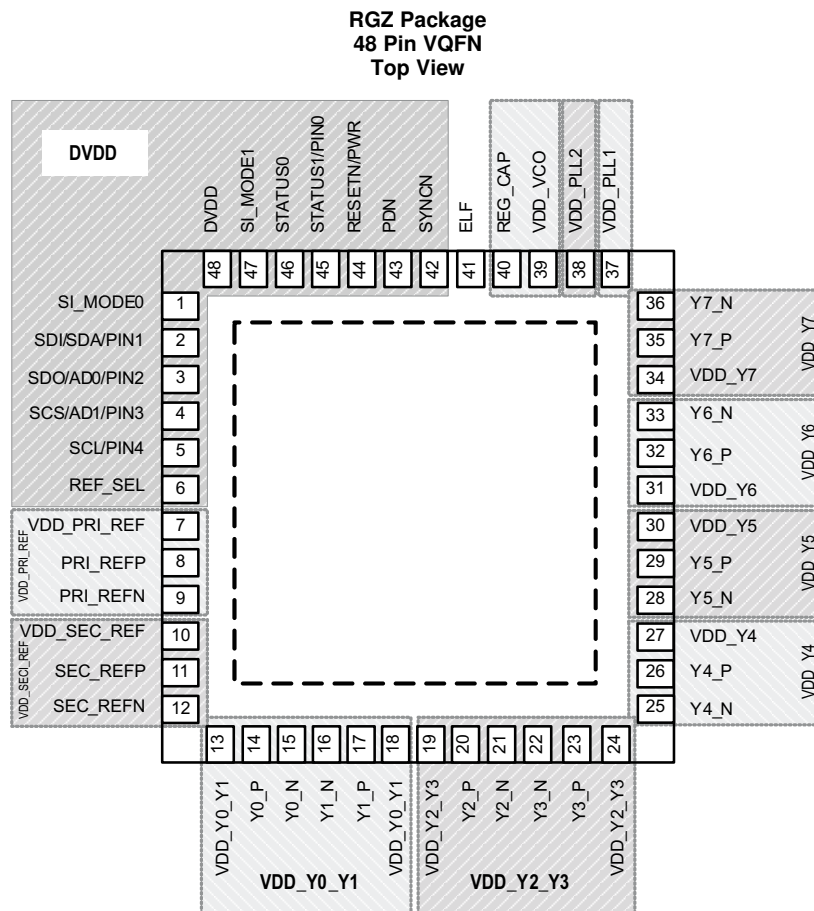 RGZ Package
48 Pin VQFN
Top View
DVDD
DVDD
SI_MODE1
STATUS0
STATUS1/PIN0
RESETN/PWR
PDN
SYNCN
ELF
REG_CAP
VDD_VCO
VDD_PLL2
VDD_PLL1
48
47
46
45
44
43
42
41
40
39
38
37
SI_MODE0
1
SDI/SDA/PIN1
2
SDO/AD0/PIN2
3
SCS/AD1/PIN3
4
SCL/PIN4
5
REF_SEL
6
VDD_PRI_REF
VDD_PRI_REF
7
PRI_REFP
8
PRI_REFN
9
VDD_SECI_REF
VDD_SEC_REF
10
SEC_REFP
11
SEC_REFN
12
36
Y7_N
35
Y7_P
34
VDD_Y7
VDD_Y7
33
Y6_N
32
Y6_P
31
VDD_Y6
VDD_Y6
30
VDD_Y5
29
Y5_P
28
Y5_N
VDD_Y5
27
VDD_Y4
26
Y4_P
25
Y4_N
VDD_Y4
13
14
15
16
17
18
19
20
21
22
23
24
VDD_Y0_Y1
Y0_P
Y0_N
Y1_N
Y1_P
VDD_Y0_Y1
VDD_Y2_Y3
Y2_P
Y2_N
Y3_N
Y3_P
VDD_Y2_Y3
VDD_Y0_Y1
VDD_Y2_Y3